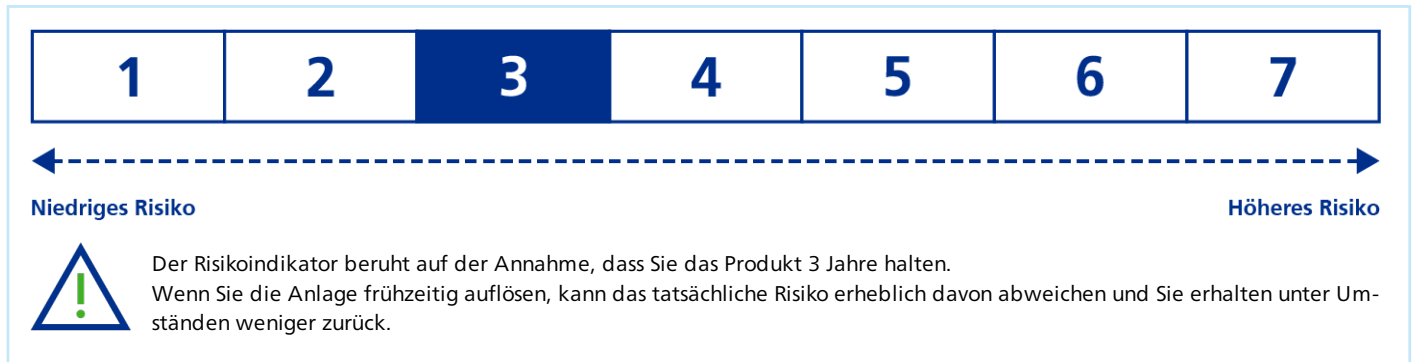 1 2 3 4 5 6 7
Niedriges Risiko Höheres Risiko
Der Risikoindikator beruht auf der Annahme, dass Sie das Produkt 3 Jahre halten.
Wenn Sie die Anlage frühzeitig auflösen, kann das tatsächliche Risiko erheblich davon abweichen und Sie erhalten unter Um-
ständen weniger zurück.